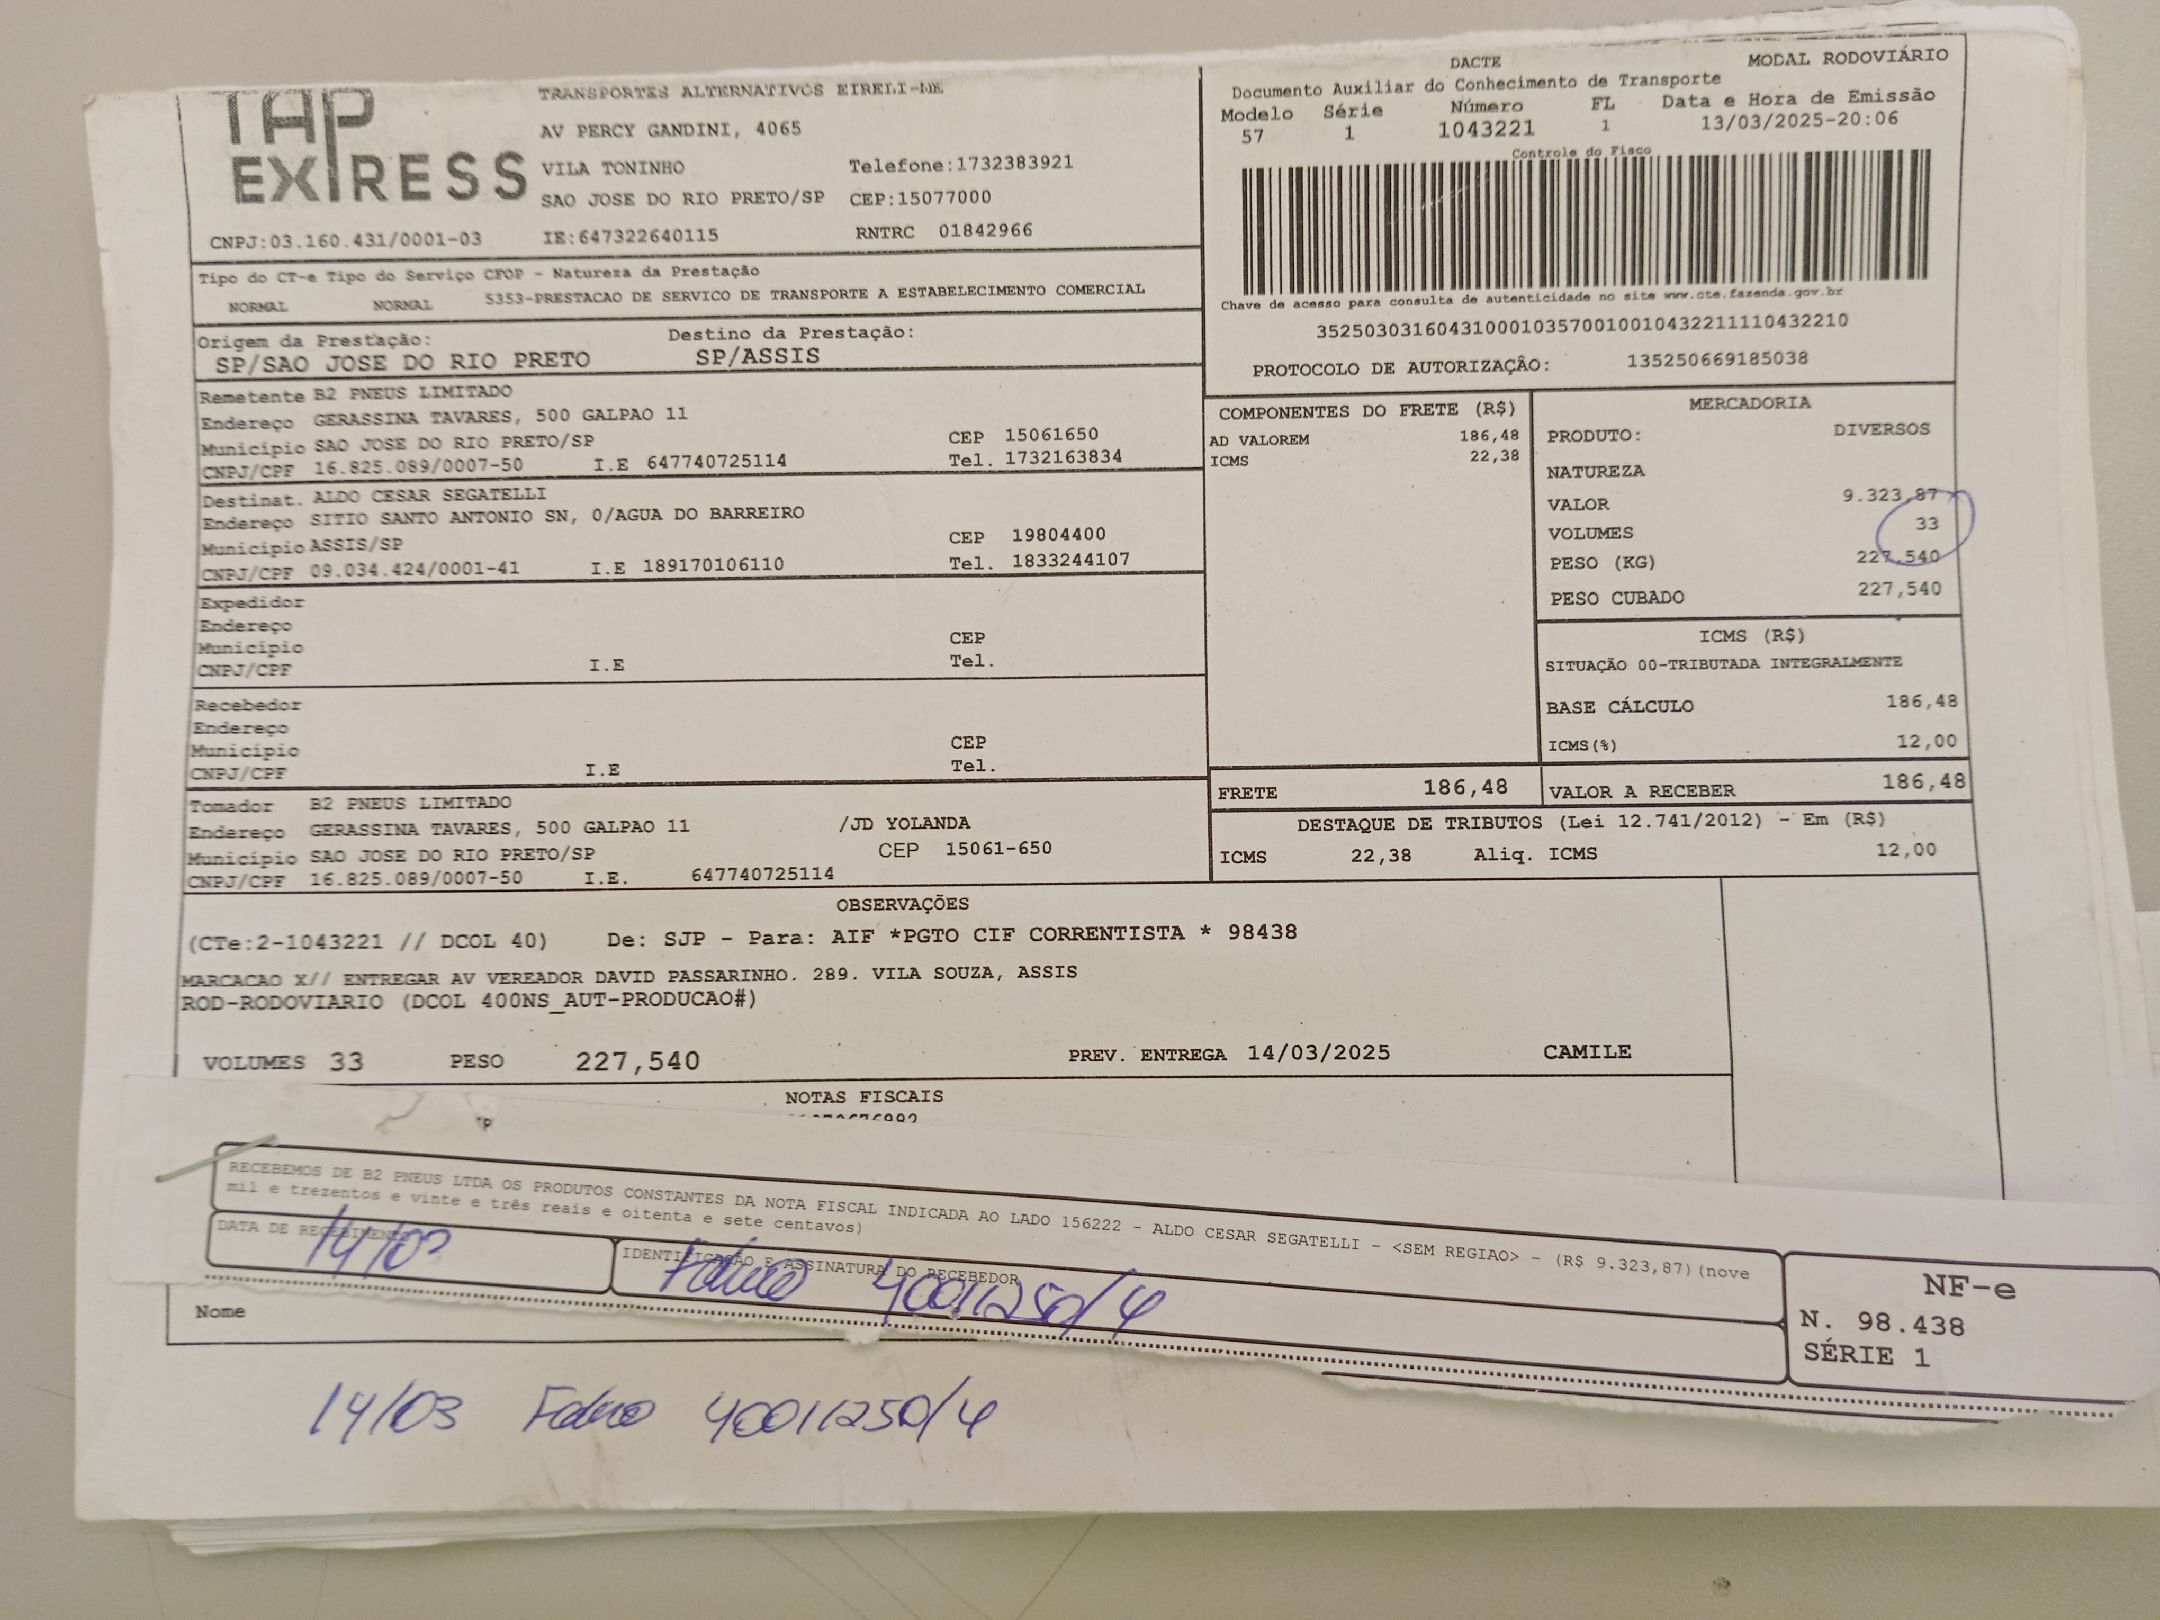 TAP EXPRESS
TRANSPORTES ALTERNATIVOS EIRELI-ME
AV PERCY GANDINI, 4065
VILA TONINHO Telefone:1732383921
SAO JOSE DO RIO PRETO/SP CEP:15077000
CNPJ:03.160.431/0001-03 IE:647322640115 RNTRC 01842966
DACTE MODAL RODOVIÁRIO
Documento Auxiliar do Conhecimento de Transporte
Modelo Série Número FL Data e Hora de Emissão
57 1 1043221 1 13/03/2025-20:06
Controle do Fisco
Chave de acesso para consulta de autenticidade no site www.cte.fazenda.gov.br
35250303160431000103570010010432211110432210
PROTOCOLO DE AUTORIZAÇÃO: 135250669185038
Tipo do CT-e Tipo do Serviço CFOP - Natureza da Prestação
NORMAL NORMAL 5353-PRESTACAO DE SERVICO DE TRANSPORTE A ESTABELECIMENTO COMERCIAL
Origem da Prestação: Destino da Prestação:
SP/SAO JOSE DO RIO PRETO SP/ASSIS
Remetente B2 PNEUS LIMITADO
Endereço GERASSINA TAVARES, 500 GALPAO 11
Município SAO JOSE DO RIO PRETO/SP CEP 15061650
CNPJ/CPF 16.825.089/0007-50 I.E 647740725114 Tel. 1732163834
Destinat. ALDO CESAR SEGATELLI
Endereço SITIO SANTO ANTONIO SN, 0/AGUA DO BARREIRO
Município ASSIS/SP CEP 19804400
CNPJ/CPF 09.034.424/0001-41 I.E 189170106110 Tel. 1833244107
Expedidor
Endereço
Município CEP
CNPJ/CPF I.E Tel.
Recebedor
Endereço
Município CEP
CNPJ/CPF I.E Tel.
Tomador B2 PNEUS LIMITADO
Endereço GERASSINA TAVARES, 500 GALPAO 11 /JD YOLANDA
Município SAO JOSE DO RIO PRETO/SP CEP 15061-650
CNPJ/CPF 16.825.089/0007-50 I.E. 647740725114
COMPONENTES DO FRETE (R$)
AD VALOREM 186,48
ICMS 22,38
MERCADORIA
PRODUTO: DIVERSOS
NATUREZA
VALOR 9.323,87
VOLUMES 33
PESO (KG) 227,540
PESO CUBADO 227,540
ICMS (R$)
SITUAÇÃO 00-TRIBUTADA INTEGRALMENTE
BASE CÁLCULO 186,48
ICMS(%) 12,00
FRETE 186,48 VALOR A RECEBER 186,48
DESTAQUE DE TRIBUTOS (Lei 12.741/2012) - Em (R$)
ICMS 22,38 Aliq. ICMS 12,00
OBSERVAÇÕES
(CTe:2-1043221 // DCOL 40) De: SJP - Para: AIF *PGTO CIF CORRENTISTA * 98438
MARCACAO X// ENTREGAR AV VEREADOR DAVID PASSARINHO. 289. VILA SOUZA, ASSIS
ROD-RODOVIARIO (DCOL 400NS_AUT-PRODUCAO#)
VOLUMES 33 PESO 227,540 PREV. ENTREGA 14/03/2025 CAMILE
NOTAS FISCAIS
RECEBEMOS DE B2 PNEUS LTDA OS PRODUTOS CONSTANTES DA NOTA FISCAL INDICADA AO LADO 156222 - ALDO CESAR SEGATELLI - <SEM REGIAO> - (R$ 9.323,87)(nove
mil e trezentos e vinte e três reais e oitenta e sete centavos)
DATA DE RECEBIMENTO IDENTIFICAÇÃO E ASSINATURA DO RECEBEDOR
14/03 40011250/4
NF-e
N. 98.438
SÉRIE 1
Nome
14/03 40011250/4